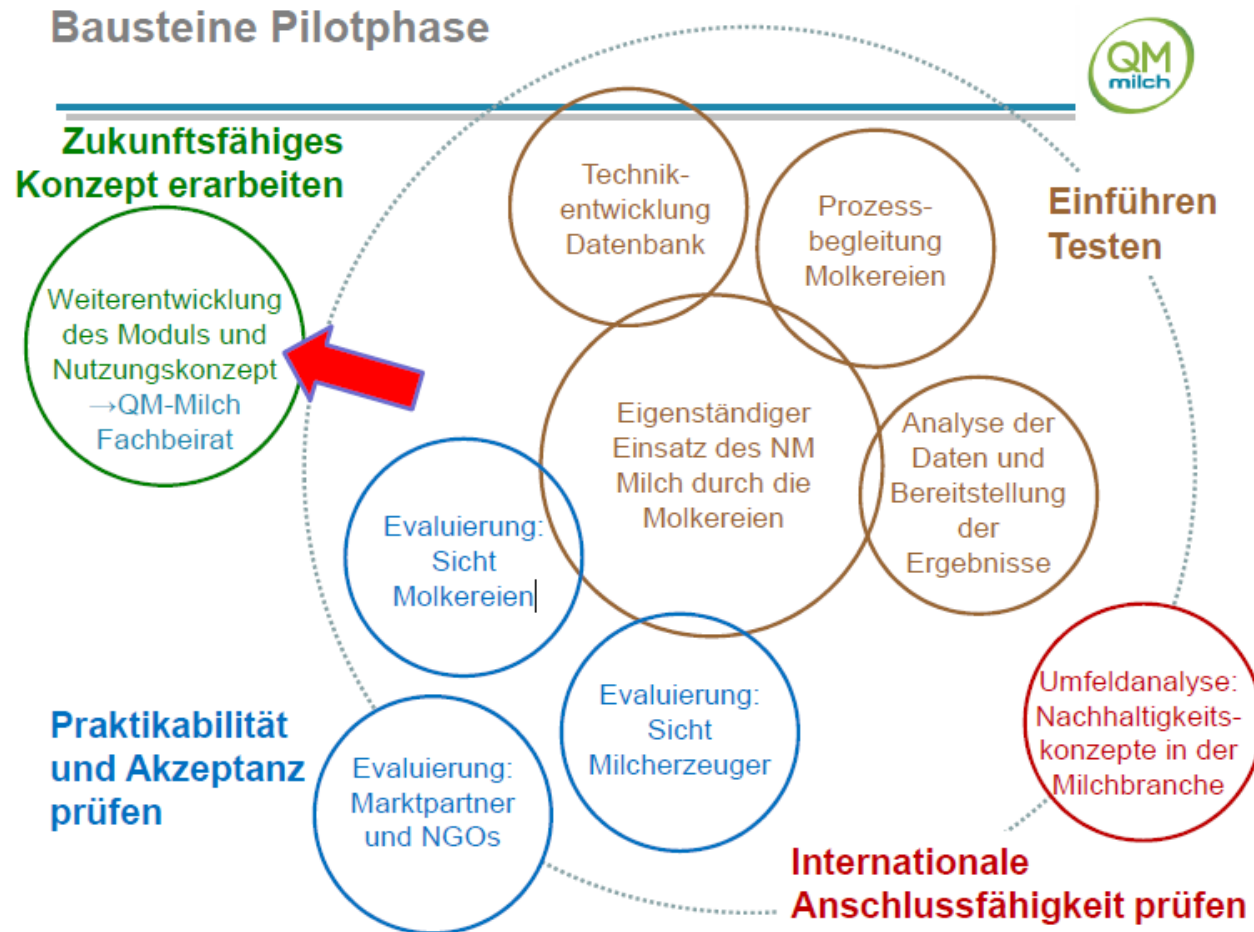 Bausteine Pilotphase
QM
milch
Zukunftsfähiges
Konzept erarbeiten
Weiterentwicklung
des Moduls und
Nutzungskonzept
→QM-Milch
Fachbeirat
Technik-
entwicklung
Datenbank
Prozess-
begleitung
Molkereien
Einführen
Testen
Eigenständiger
Einsatz des NM
Milch durch die
Molkereien
Analyse der
Daten und
Bereitstellung
der
Ergebnisse
Evaluierung:
Sicht
Molkereien
Evaluierung:
Sicht
Milcherzeuger
Evaluierung:
Marktpartner
und NGOs
Praktikabilität
und Akzeptanz
prüfen
Umfeldanalyse:
Nachhaltigkeits-
konzepte in der
Milchbranche
Internationale
Anschlussfähigkeit prüfen